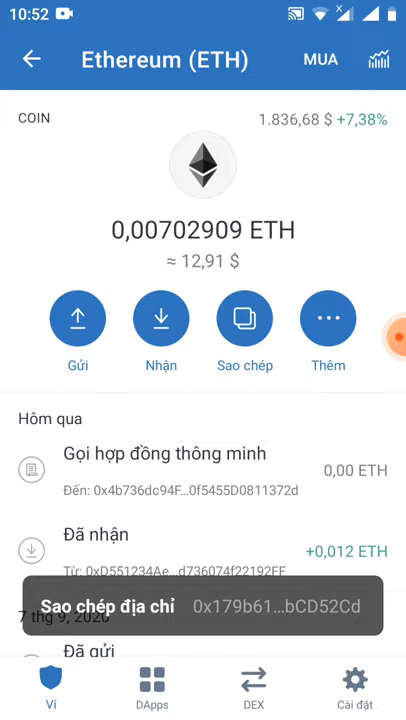 10:52
Ethereum (ETH)
MUA
COIN
1.836,68 $ +7,38%
0,00702909 ETH
≈ 12,91 $
Gửi
Nhận
Sao chép
Thêm
Hôm qua
Gọi hợp đồng thông minh
0,00 ETH
Đến: 0x4b736dc94F...0f5455D0811372d
Đã nhận
+0,012 ETH
Từ: 0xD551234Ae...d736074f22192FF
Sao chép địa chỉ 0x179b61...bCD52Cd
7 thg 9, 2020
Đã gửi
Ví
DApps
DEX
Cài đặt